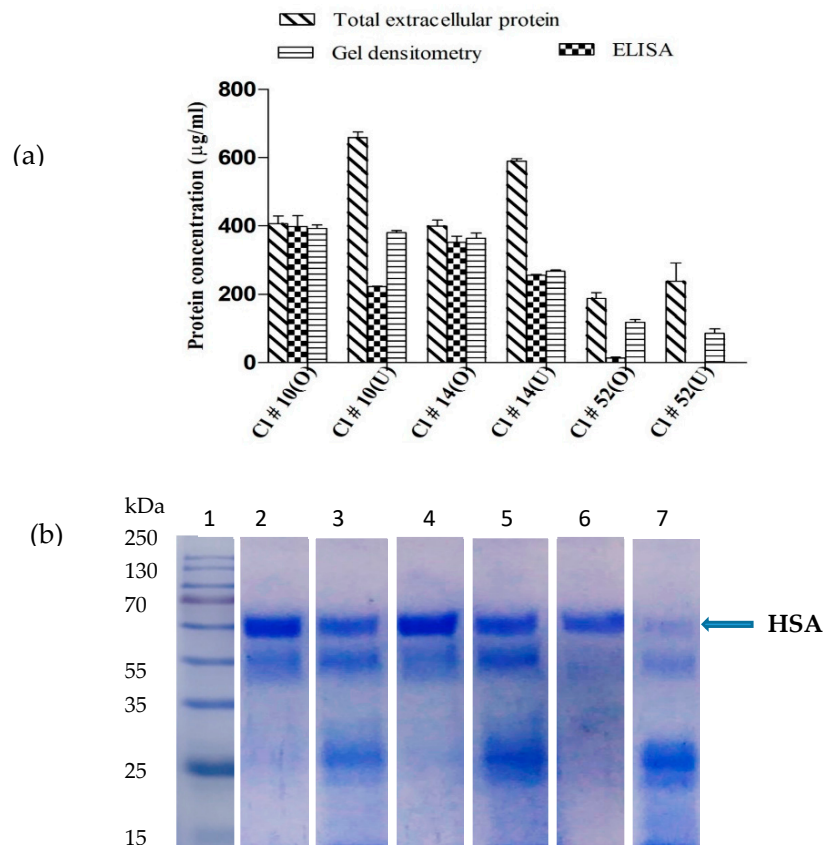 Total extracellular protein
Gel densitometry ELISA
(a)
Protein concentration (µg/ml)
800
600
400
200
0
Cl # 10(O) Cl # 10(U) Cl # 14(O) Cl # 14(U) Cl # 52(O) Cl # 52(U)
(b)
kDa
1 2 3 4 5 6 7
250
130
70
HSA
55
35
25
15